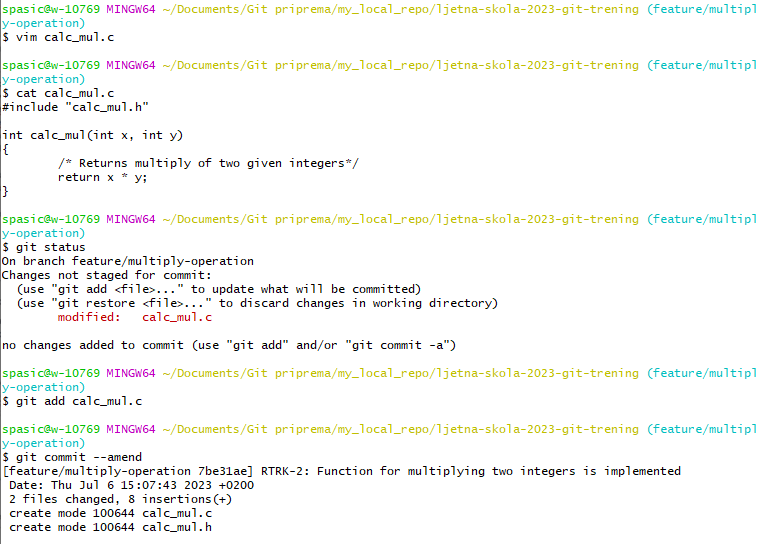 spasic@w-10769 MINGW64 ~/Documents/Git priprema/my_local_repo/ljetna-skola-2023-git-trening (feature/multipl
y-operation)
$ vim calc_mul.c
spasic@w-10769 MINGW64 ~/Documents/Git priprema/my_local_repo/ljetna-skola-2023-git-trening (feature/multipl
y-operation)
$ cat calc_mul.c
#include "calc_mul.h"
int calc_mul(int x, int y)
{
        /* Returns multiply of two given integers*/
        return x * y;
}
spasic@w-10769 MINGW64 ~/Documents/Git priprema/my_local_repo/ljetna-skola-2023-git-trening (feature/multipl
y-operation)
$ git status
On branch feature/multiply-operation
Changes not staged for commit:
  (use "git add <file>..." to update what will be committed)
  (use "git restore <file>..." to discard changes in working directory)
        modified:   calc_mul.c
no changes added to commit (use "git add" and/or "git commit -a")
spasic@w-10769 MINGW64 ~/Documents/Git priprema/my_local_repo/ljetna-skola-2023-git-trening (feature/multipl
y-operation)
$ git add calc_mul.c
spasic@w-10769 MINGW64 ~/Documents/Git priprema/my_local_repo/ljetna-skola-2023-git-trening (feature/multipl
y-operation)
$ git commit --amend
[feature/multiply-operation 7be31ae] RTRK-2: Function for multiplying two integers is implemented
 Date: Thu Jul 6 15:07:43 2023 +0200
 2 files changed, 8 insertions(+)
 create mode 100644 calc_mul.c
 create mode 100644 calc_mul.h